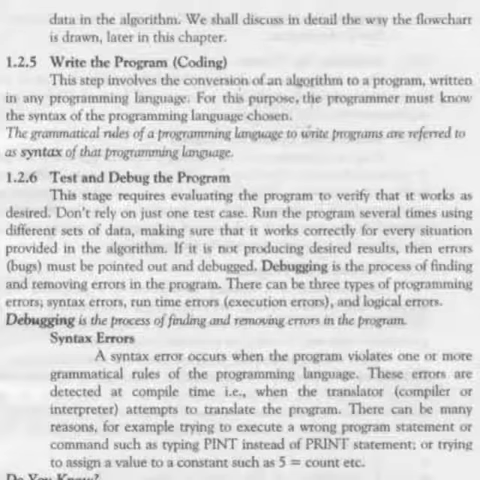 data in the algorithm. We shall discuss in detail the way the flowchart
is drawn, later in this chapter.
1.2.5 Write the Program (Coding)
This step involves the conversion of an algorithm to a program, written
in any programming language. For this purpose, the programmer must know
the syntax of the programming language chosen.
The grammatical rules of a programming language to write programs are referred to
as syntax of that programming language.
1.2.6 Test and Debug the Program
This stage requires evaluating the program to verify that it works as
desired. Don't rely on just one test case. Run the program several times using
different sets of data, making sure that it works correctly for every situation
provided in the algorithm. If it is not producing desired results, then errors
(bugs) must be pointed out and debugged. Debugging is the process of finding
and removing errors in the program. There can be three types of programming
errors; syntax errors, run time errors (execution errors), and logical errors.
Debugging is the process of finding and removing errors in the program.
Syntax Errors
A syntax error occurs when the program violates one or more
grammatical rules of the programming language. These errors are
detected at compile time i.e., when the translator (compiler or
interpreter) attempts to translate the program. There can be many
reasons, for example trying to execute a wrong program statement or
command such as typing PINT instead of PRINT statement; or trying
to assign a value to a constant such as 5 = count etc.
Do You Know?